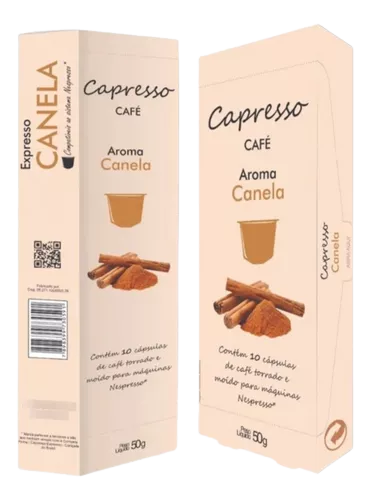 Expresso
CANELA
Compatível ao sistema Nespresso*
Capresso
CAFÉ
Aroma
Canela
Contém 10 cápsulas
de café torrado e
moído para máquinas
Nespresso*
Peso
Líquido 50g
Capresso
CAFÉ
Aroma
Canela
Contém 10 cápsulas
de café torrado e
moído para máquinas
Nespresso*
Peso
Líquido 50g
Capresso
Canela